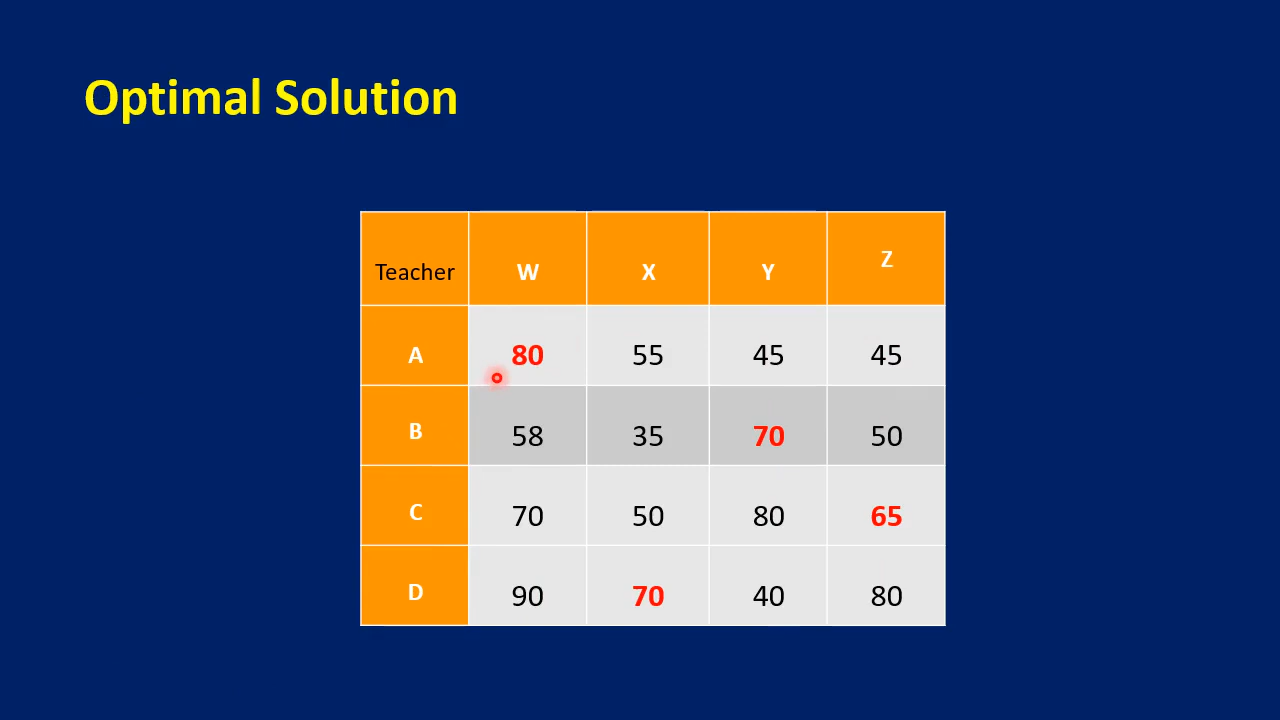 Optimal Solution
Teacher W X Y Z
A 80 55 45 45
B 58 35 70 50
C 70 50 80 65
D 90 70 40 80